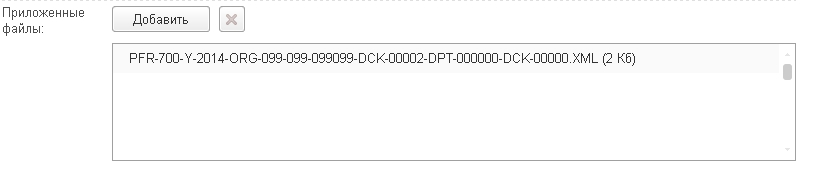 Приложенные
файлы:
Добавить
PFR-700-Y-2014-ORG-099-099-099099-DCK-00002-DPT-000000-DCK-00000.XML (2 Кб)